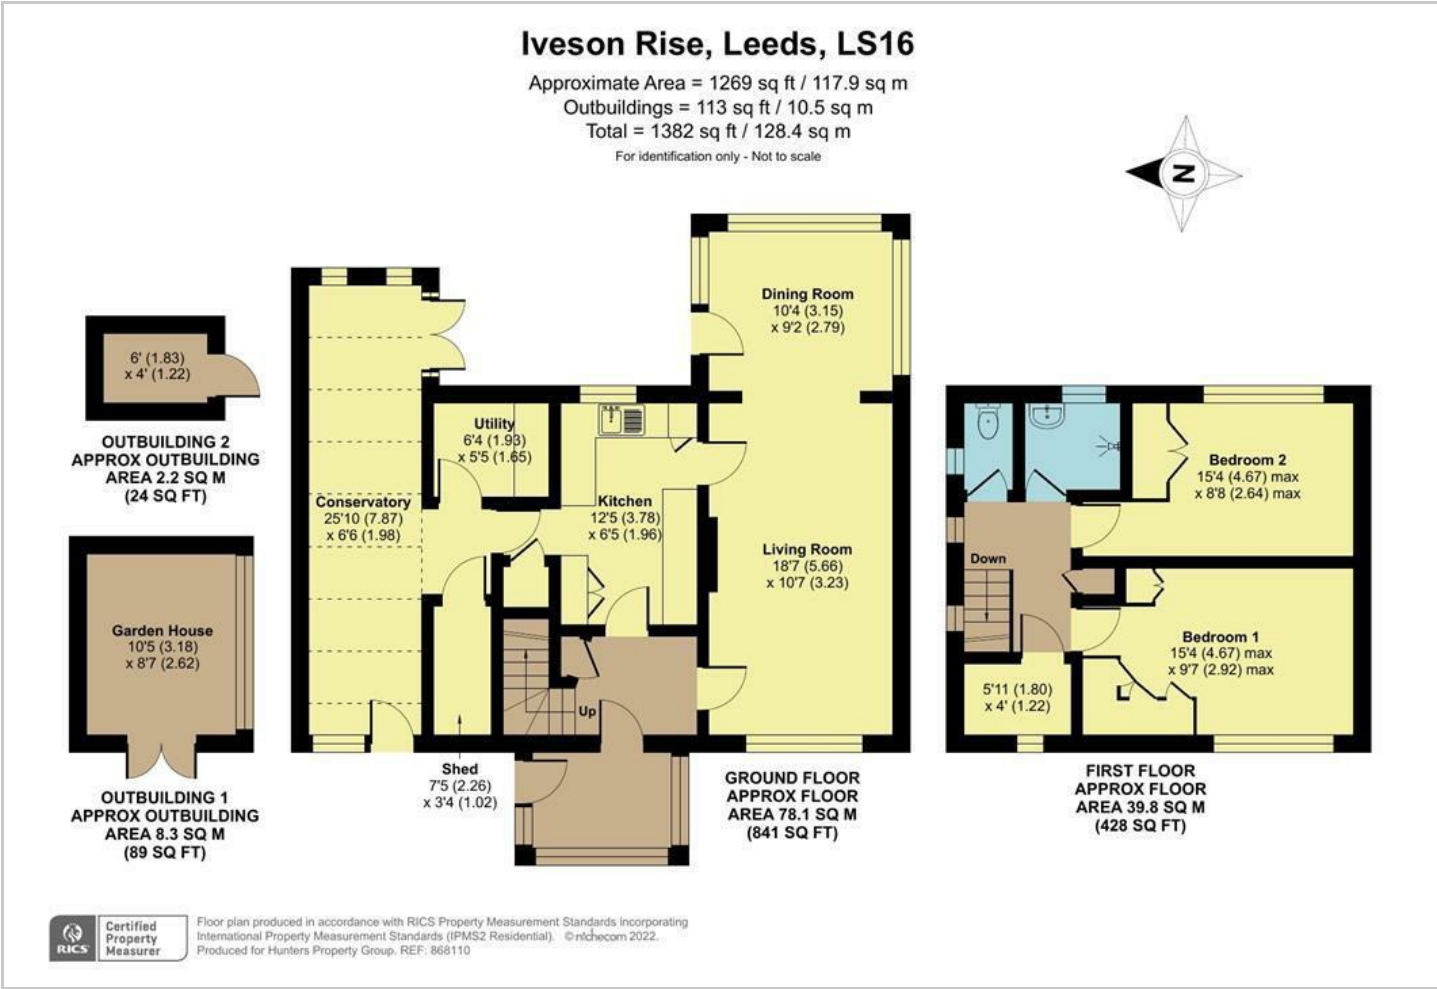 Iveson Rise, Leeds, LS16
Approximate Area = 1269 sq ft / 117.9 sq m
Outbuildings = 113 sq ft / 10.5 sq m
Total = 1382 sq ft / 128.4 sq m
For identification only - Not to scale
N
6' (1.83)
x 4' (1.22)
OUTBUILDING 2
APPROX OUTBUILDING
AREA 2.2 SQ M
(24 SQ FT)
Garden House
10'5 (3.18)
x 8'7 (2.62)
OUTBUILDING 1
APPROX OUTBUILDING
AREA 8.3 SQ M
(89 SQ FT)
Conservatory
25'10 (7.87)
x 6'6 (1.98)
Utility
6'4 (1.93)
x 5'5 (1.65)
Kitchen
12'5 (3.78)
x 6'5 (1.96)
Dining Room
10'4 (3.15)
x 9'2 (2.79)
Living Room
18'7 (5.66)
x 10'7 (3.23)
Up
Shed
7'5 (2.26)
x 3'4 (1.02)
GROUND FLOOR
APPROX FLOOR
AREA 78.1 SQ M
(841 SQ FT)
Bedroom 2
15'4 (4.67) max
x 8'8 (2.64) max
Down
Bedroom 1
15'4 (4.67) max
x 9'7 (2.92) max
5'11 (1.80)
x 4' (1.22)
FIRST FLOOR
APPROX FLOOR
AREA 39.8 SQ M
(428 SQ FT)
RICS
Certified
Property
Measurer
Floor plan produced in accordance with RICS Property Measurement Standards incorporating
International Property Measurement Standards (IPMS2 Residential). © nichecom 2022.
Produced for Hunters Property Group. REF: 868110